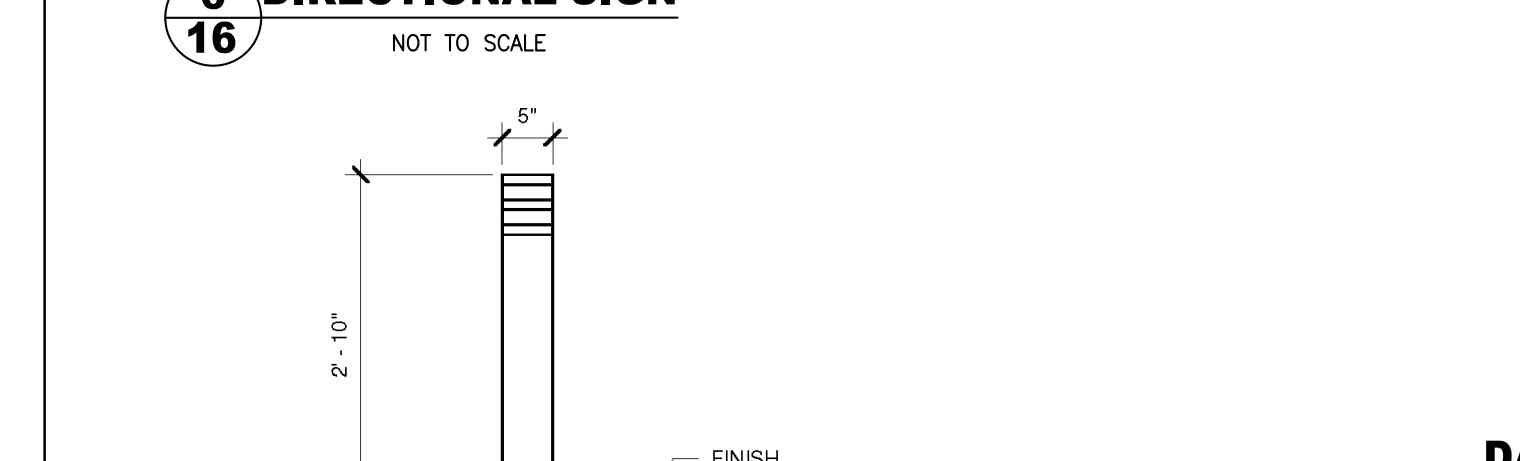 DIRECTIONAL SIGN
16
NOT TO SCALE
5"
2' - 10"
FINISH